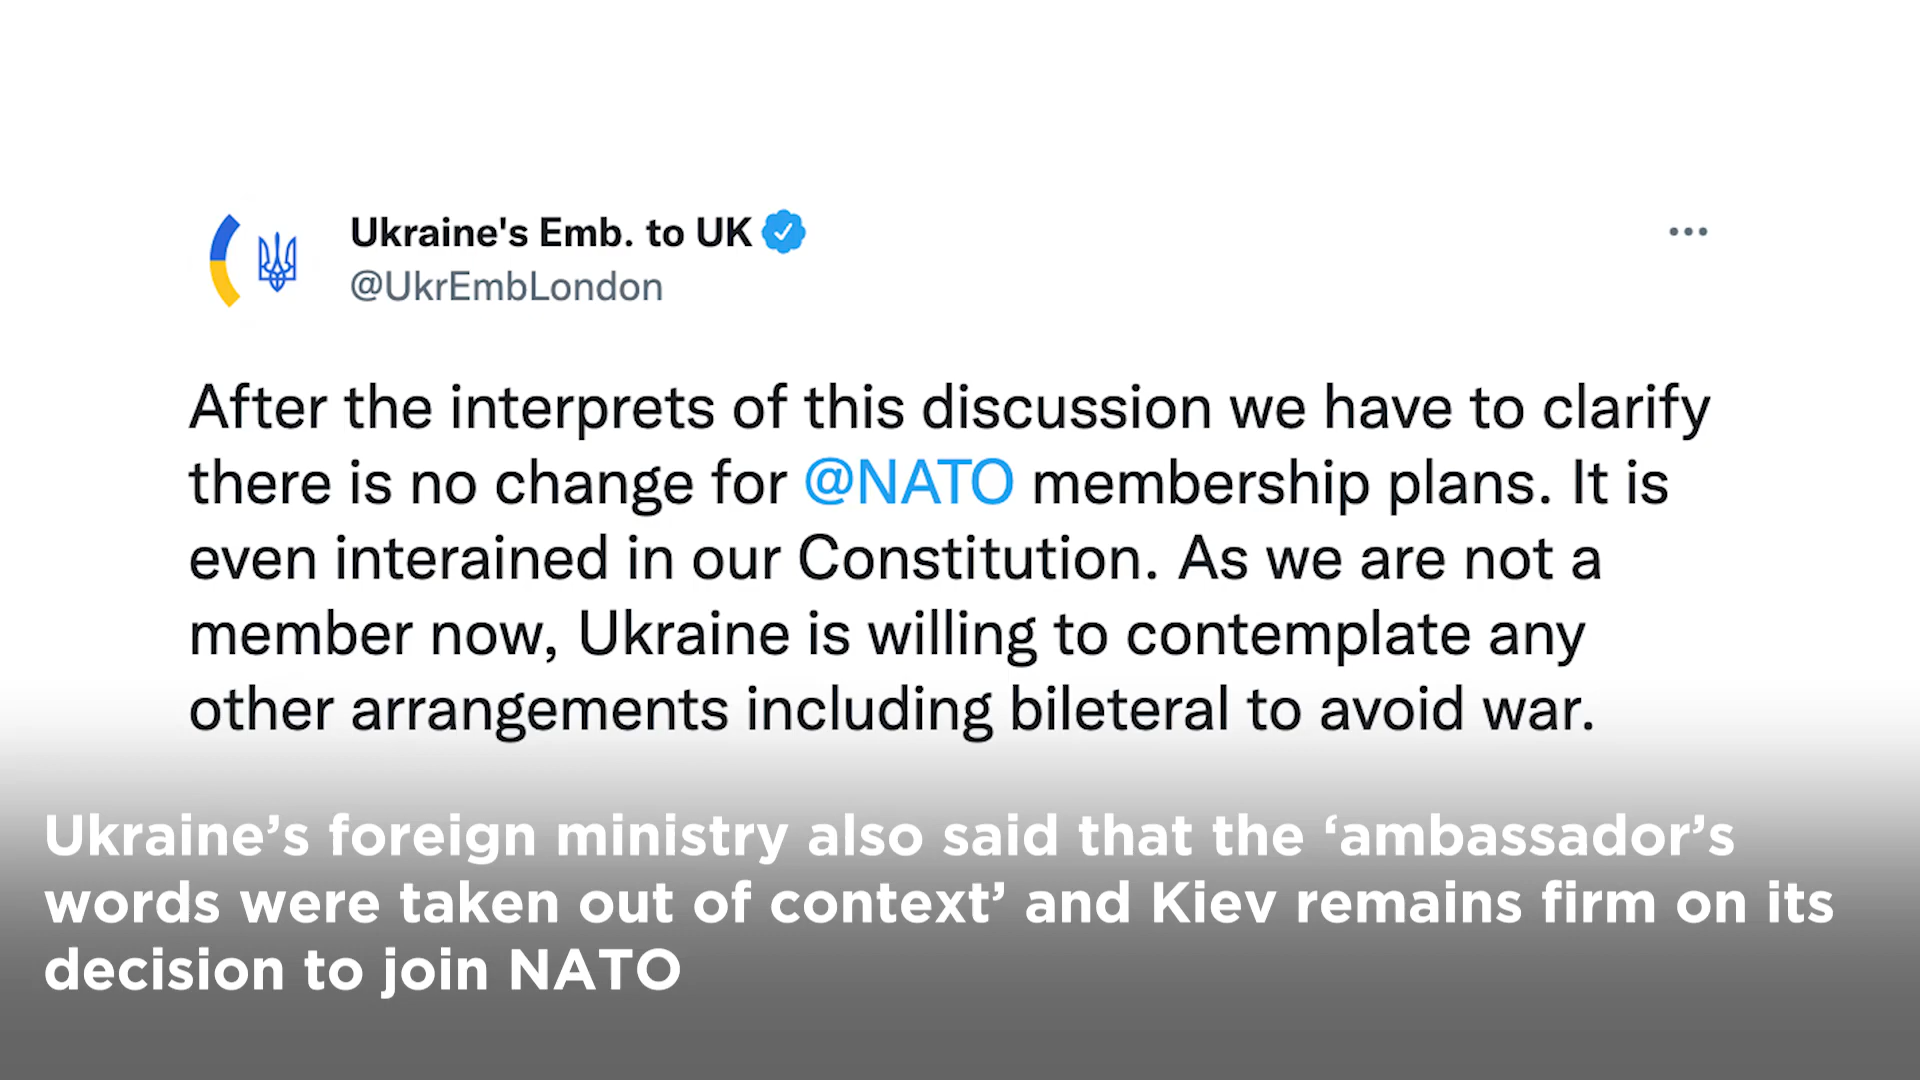 Ukraine's Emb. to UK
@UkrEmbLondon
After the interprets of this discussion we have to clarify
there is no change for @NATO membership plans. It is
even interained in our Constitution. As we are not a
member now, Ukraine is willing to contemplate any
other arrangements including bileteral to avoid war.
Ukraine’s foreign ministry also said that the ‘ambassador’s
words were taken out of context’ and Kiev remains firm on its
decision to join NATO